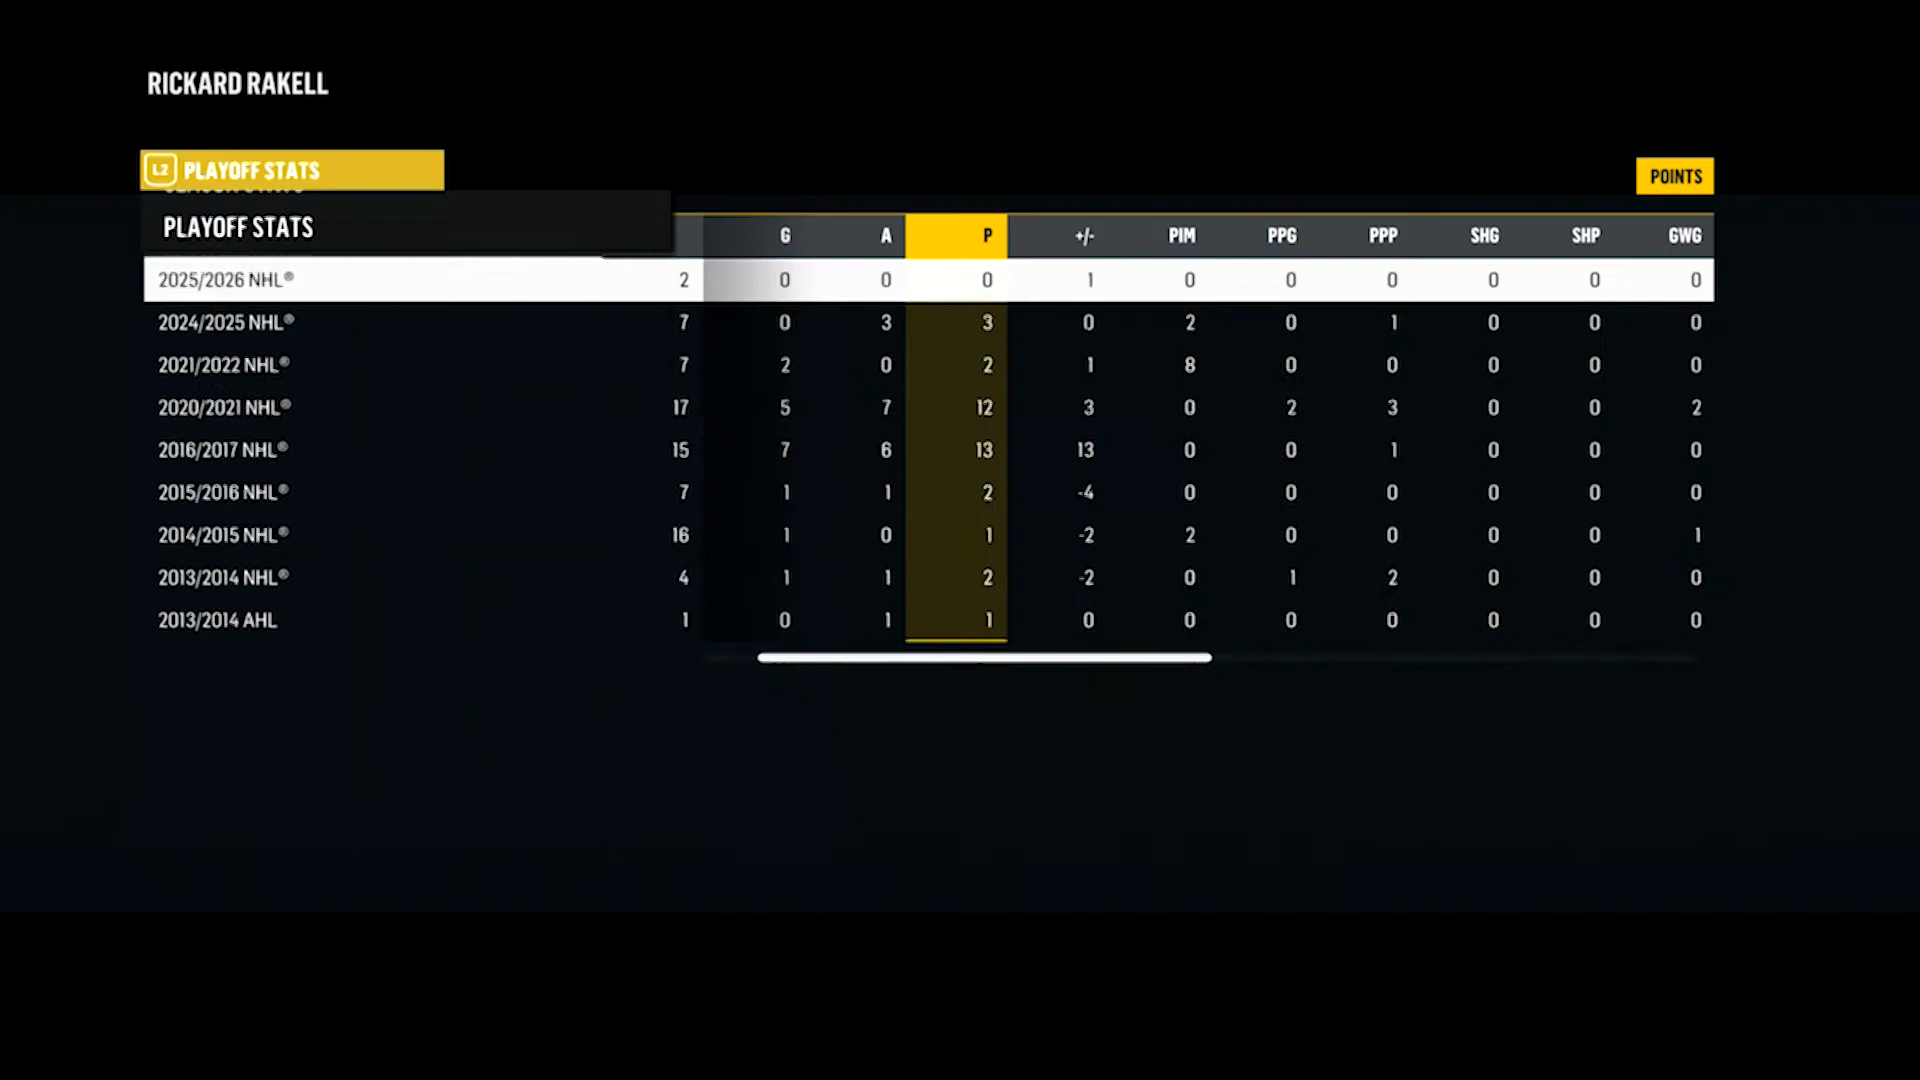 RICKARD RAKELL
L2 PLAYOFF STATS
POINTS
PLAYOFF STATS
G A P +/- PIM PPG PPP SHG SHP GWG
2025/2026 NHL® 2 0 0 0 1 0 0 0 0 0 0
2024/2025 NHL® 7 0 3 3 0 2 0 1 0 0 0
2021/2022 NHL® 7 2 0 2 1 8 0 0 0 0 0
2020/2021 NHL® 17 5 7 12 3 0 2 3 0 0 2
2016/2017 NHL® 15 7 6 13 13 0 0 1 0 0 0
2015/2016 NHL® 7 1 1 2 -4 0 0 0 0 0 0
2014/2015 NHL® 16 1 0 1 -2 2 0 0 0 0 1
2013/2014 NHL® 4 1 1 2 -2 0 1 2 0 0 0
2013/2014 AHL 1 0 1 1 0 0 0 0 0 0 0